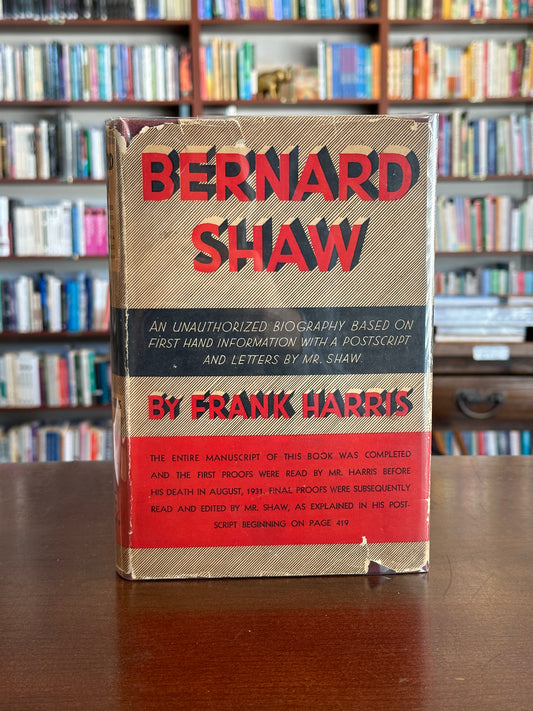 BERNARD
SHAW
AN UNAUTHORIZED BIOGRAPHY BASED ON
FIRST HAND INFORMATION WITH A POSTSCRIPT
AND LETTERS BY MR. SHAW.
BY FRANK HARRIS
THE ENTIRE MANUSCRIPT OF THIS BOOK WAS COMPLETED
AND THE FIRST PROOFS WERE READ BY MR. HARRIS BEFORE
HIS DEATH IN AUGUST, 1931. FINAL PROOFS WERE SUBSEQUENTLY
READ AND EDITED BY MR. SHAW, AS EXPLAINED IN HIS POST-
SCRIPT BEGINNING ON PAGE 419